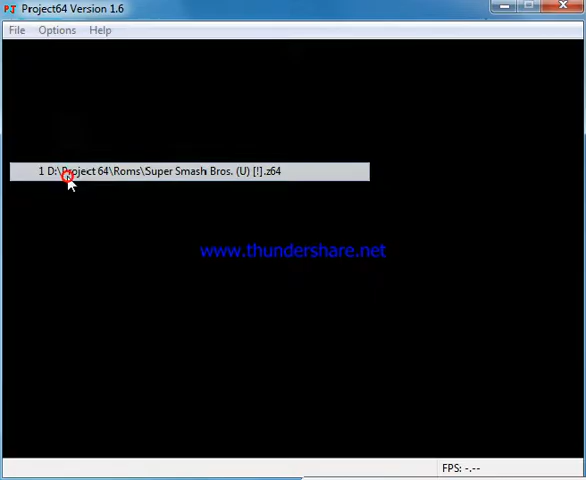 Project64 Version 1.6
File Options Help
1 D:\Project 64\Roms\Super Smash Bros. (U) [!].z64
www.thundershare.net
FPS: -.--